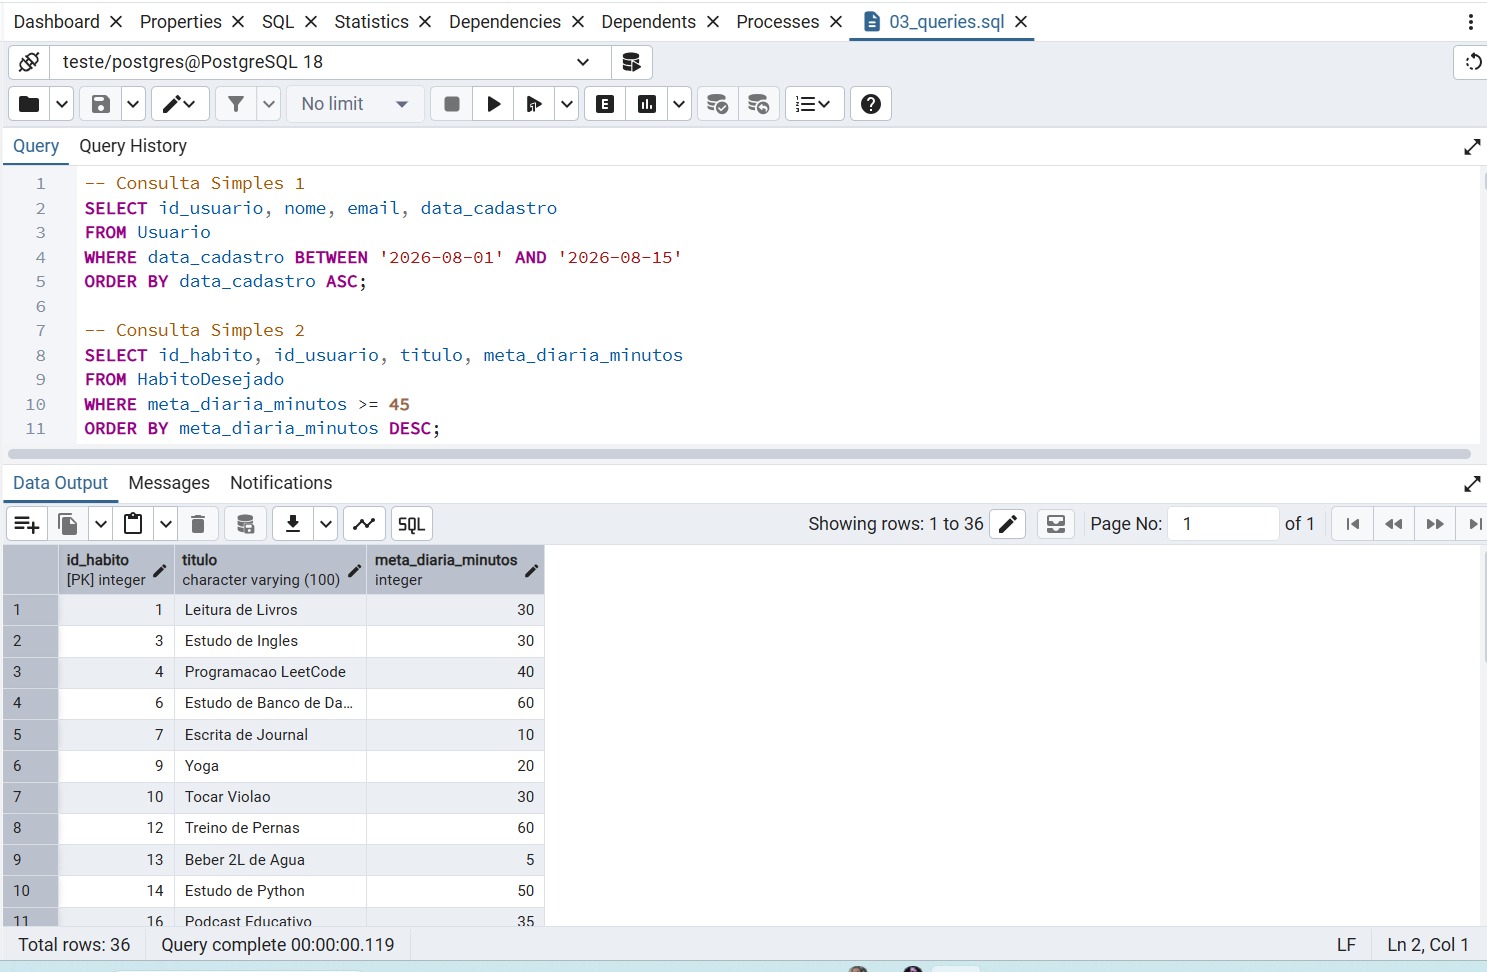 Dashboard Properties SQL Statistics Dependencies Dependents Processes 03_queries.sql
teste/postgres@PostgreSQL 18
No limit E
Query Query History
1 -- Consulta Simples 1
2 SELECT id_usuario, nome, email, data_cadastro
3 FROM Usuario
4 WHERE data_cadastro BETWEEN '2026-08-01' AND '2026-08-15'
5 ORDER BY data_cadastro ASC;
6
7 -- Consulta Simples 2
8 SELECT id_habito, id_usuario, titulo, meta_diaria_minutos
9 FROM HabitoDesejado
10 WHERE meta_diaria_minutos >= 45
11 ORDER BY meta_diaria_minutos DESC;
Data Output Messages Notifications
SQL Showing rows: 1 to 36 Page No: 1 of 1
id_habito titulo meta_diaria_minutos
[PK] integer character varying (100) integer
1 1 Leitura de Livros 30
2 3 Estudo de Ingles 30
3 4 Programacao LeetCode 40
4 6 Estudo de Banco de Da... 60
5 7 Escrita de Journal 10
6 9 Yoga 20
7 10 Tocar Violao 30
8 12 Treino de Pernas 60
9 13 Beber 2L de Agua 5
10 14 Estudo de Python 50
11 16 Podcast Educativo 35
Total rows: 36 Query complete 00:00:00.119 LF Ln 2, Col 1